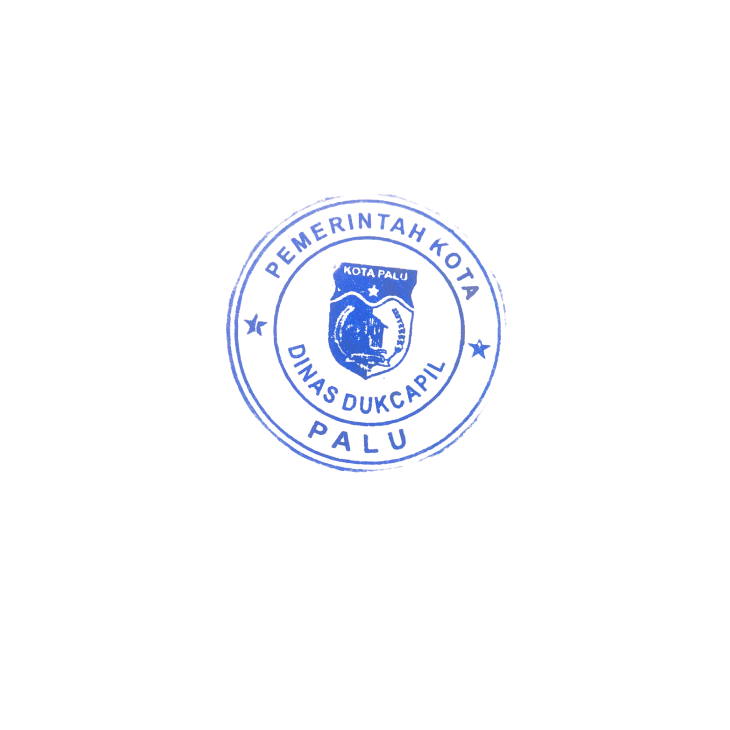 PEMERINTAH KOTA
KOTA PALU
DINAS DUKCAPIL
PALU